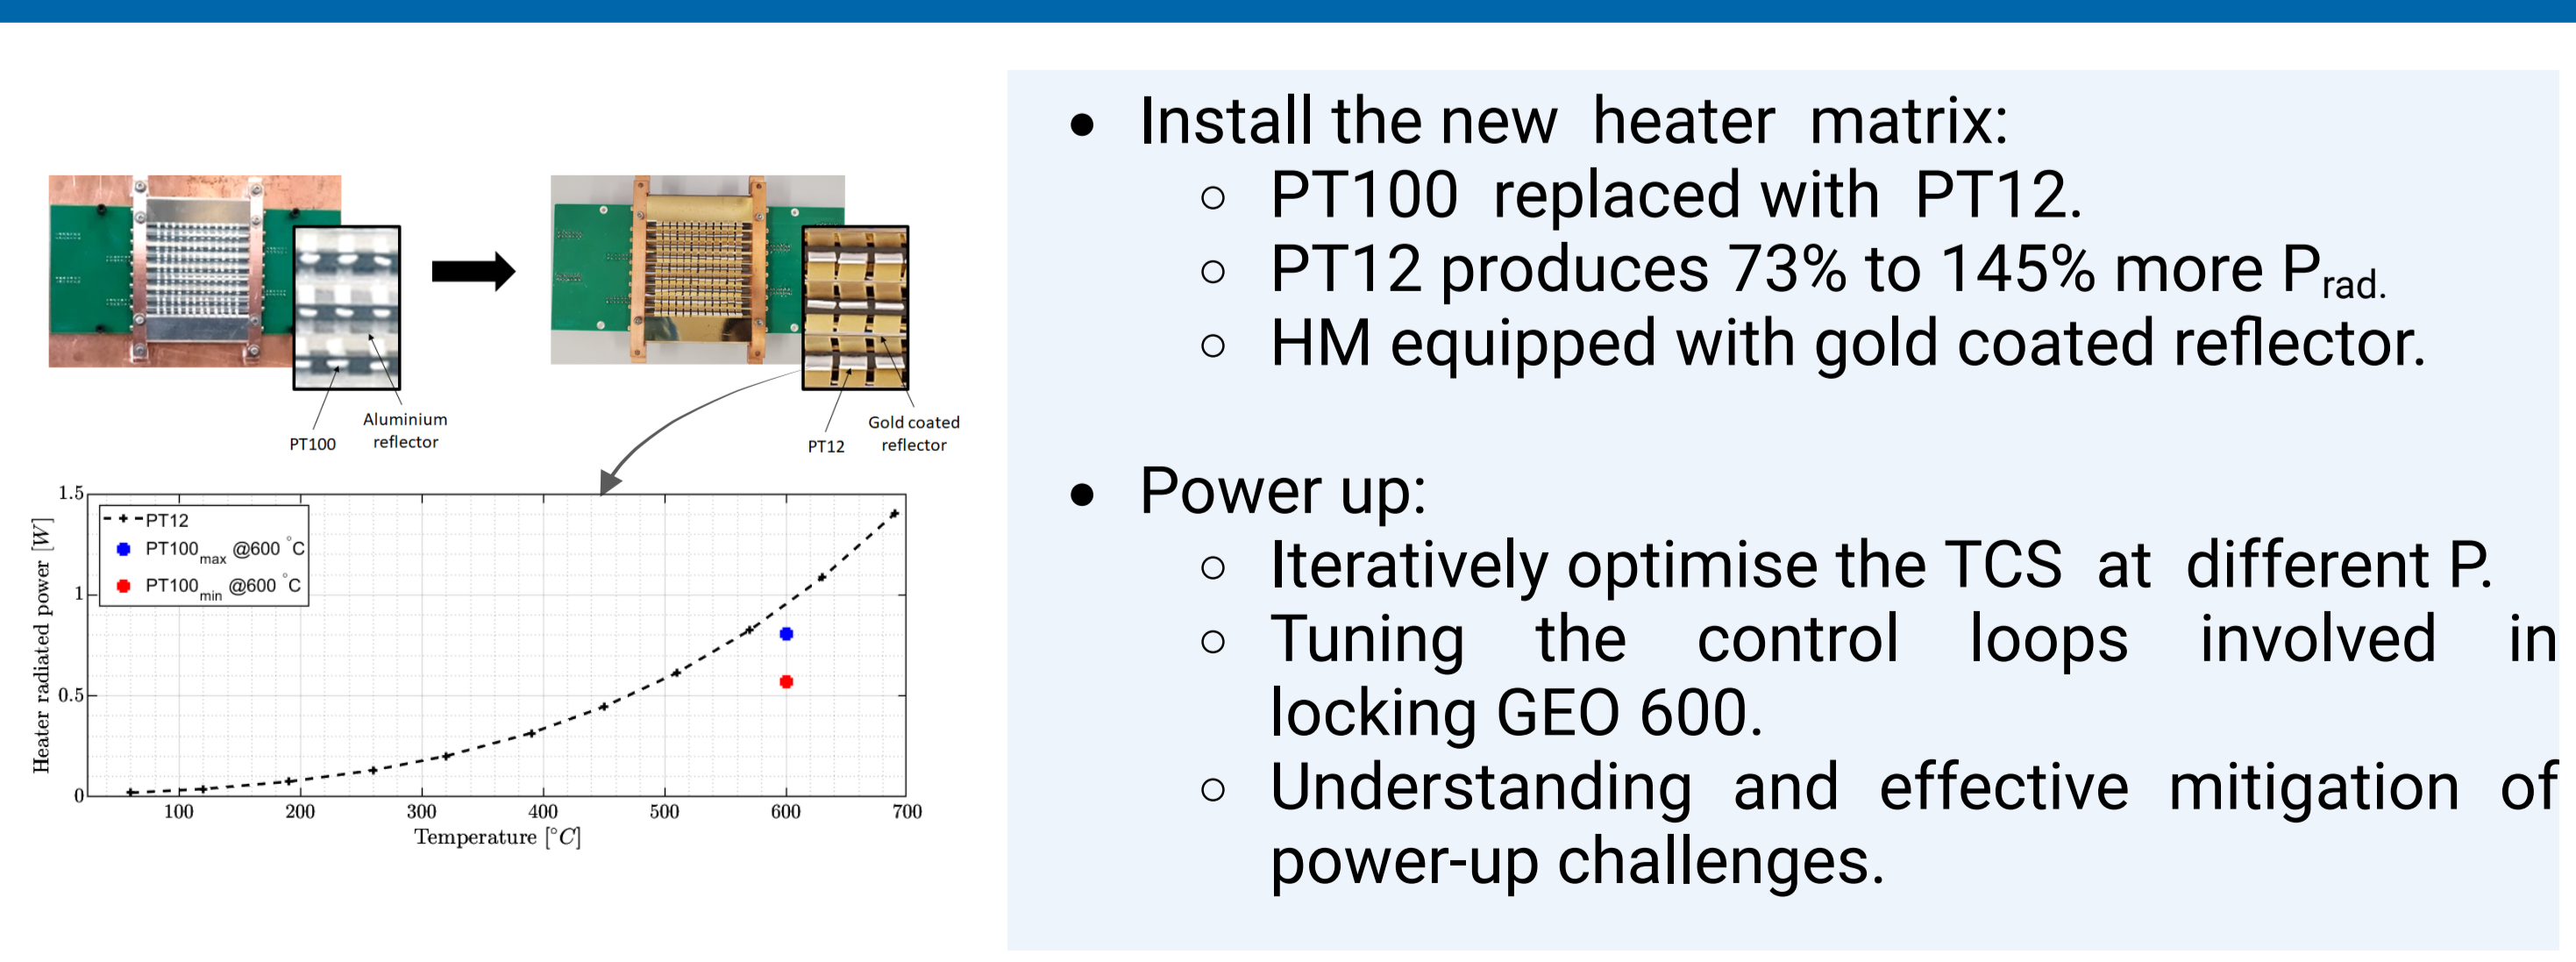 PT100
Aluminium
reflector
PT12
Gold coated
reflector
1.5
1
0.5
0
Heater radiated power [W]
PT12
PT100max @600 °C
PT100min @600 °C
100 200 300 400 500 600 700
Temperature [°C]
• Install the new heater matrix:
○ PT100 replaced with PT12.
○ PT12 produces 73% to 145% more Prad.
○ HM equipped with gold coated reflector.
• Power up:
○ Iteratively optimise the TCS at different P.
○ Tuning the control loops involved in
locking GEO 600.
○ Understanding and effective mitigation of
power-up challenges.